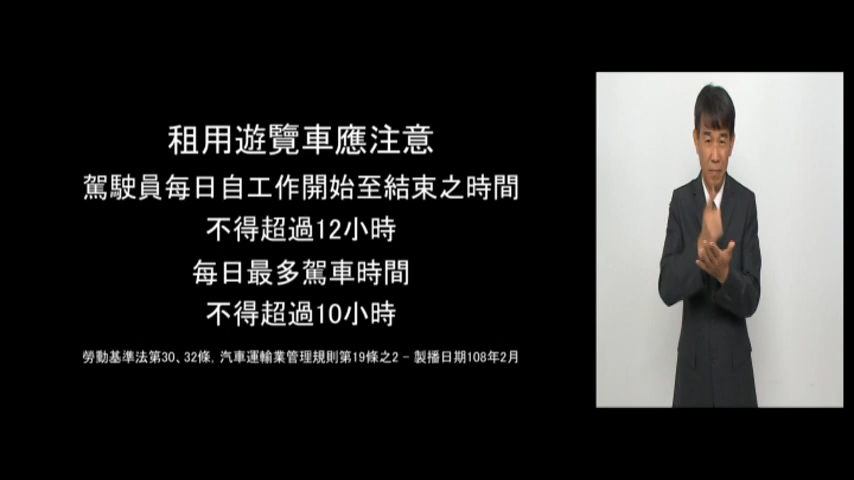 租用遊覽車應注意
駕駛員每日自工作開始至結束之時間
不得超過12小時
每日最多駕車時間
不得超過10小時
勞動基準法第30、32條, 汽車運輸業管理規則第19條之2 - 製播日期108年2月